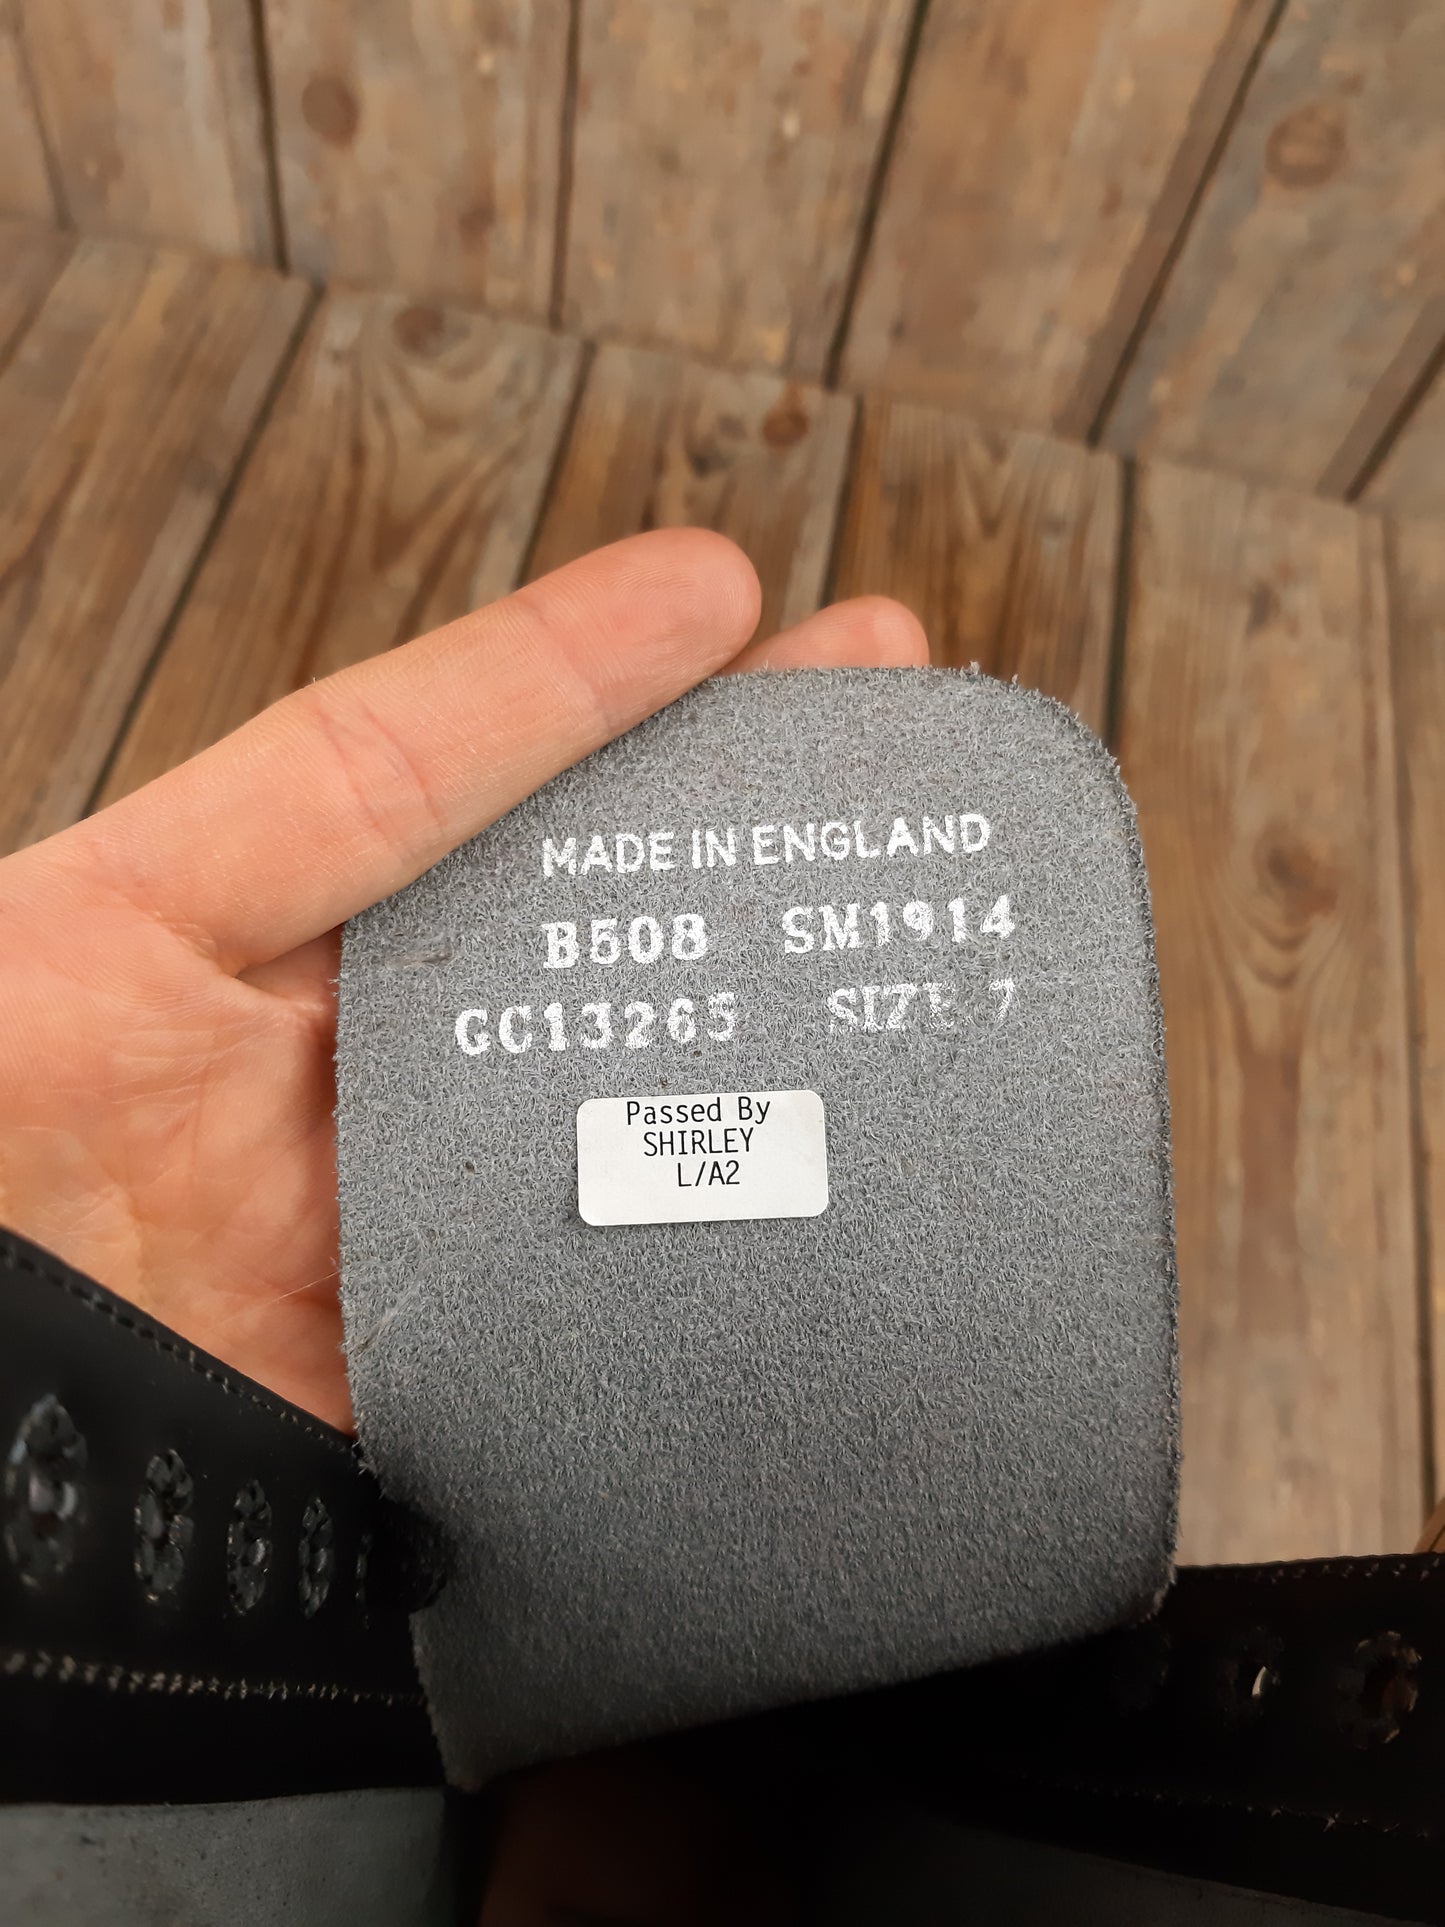 MADE IN ENGLAND
B508 SM1914
GC13265 SIZE 7
Passed By
SHIRLEY
L/A2